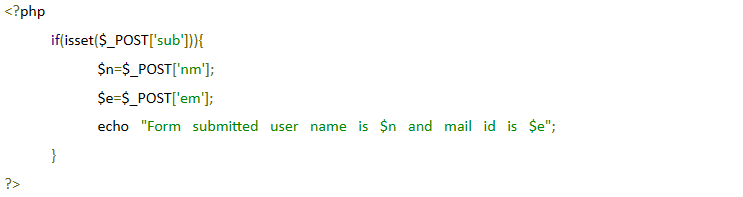 <?php
if(isset($_POST['sub'])){
$n=$_POST['nm'];
$e=$_POST['em'];
echo "Form submitted user name is $n and mail id is $e";
}
?>